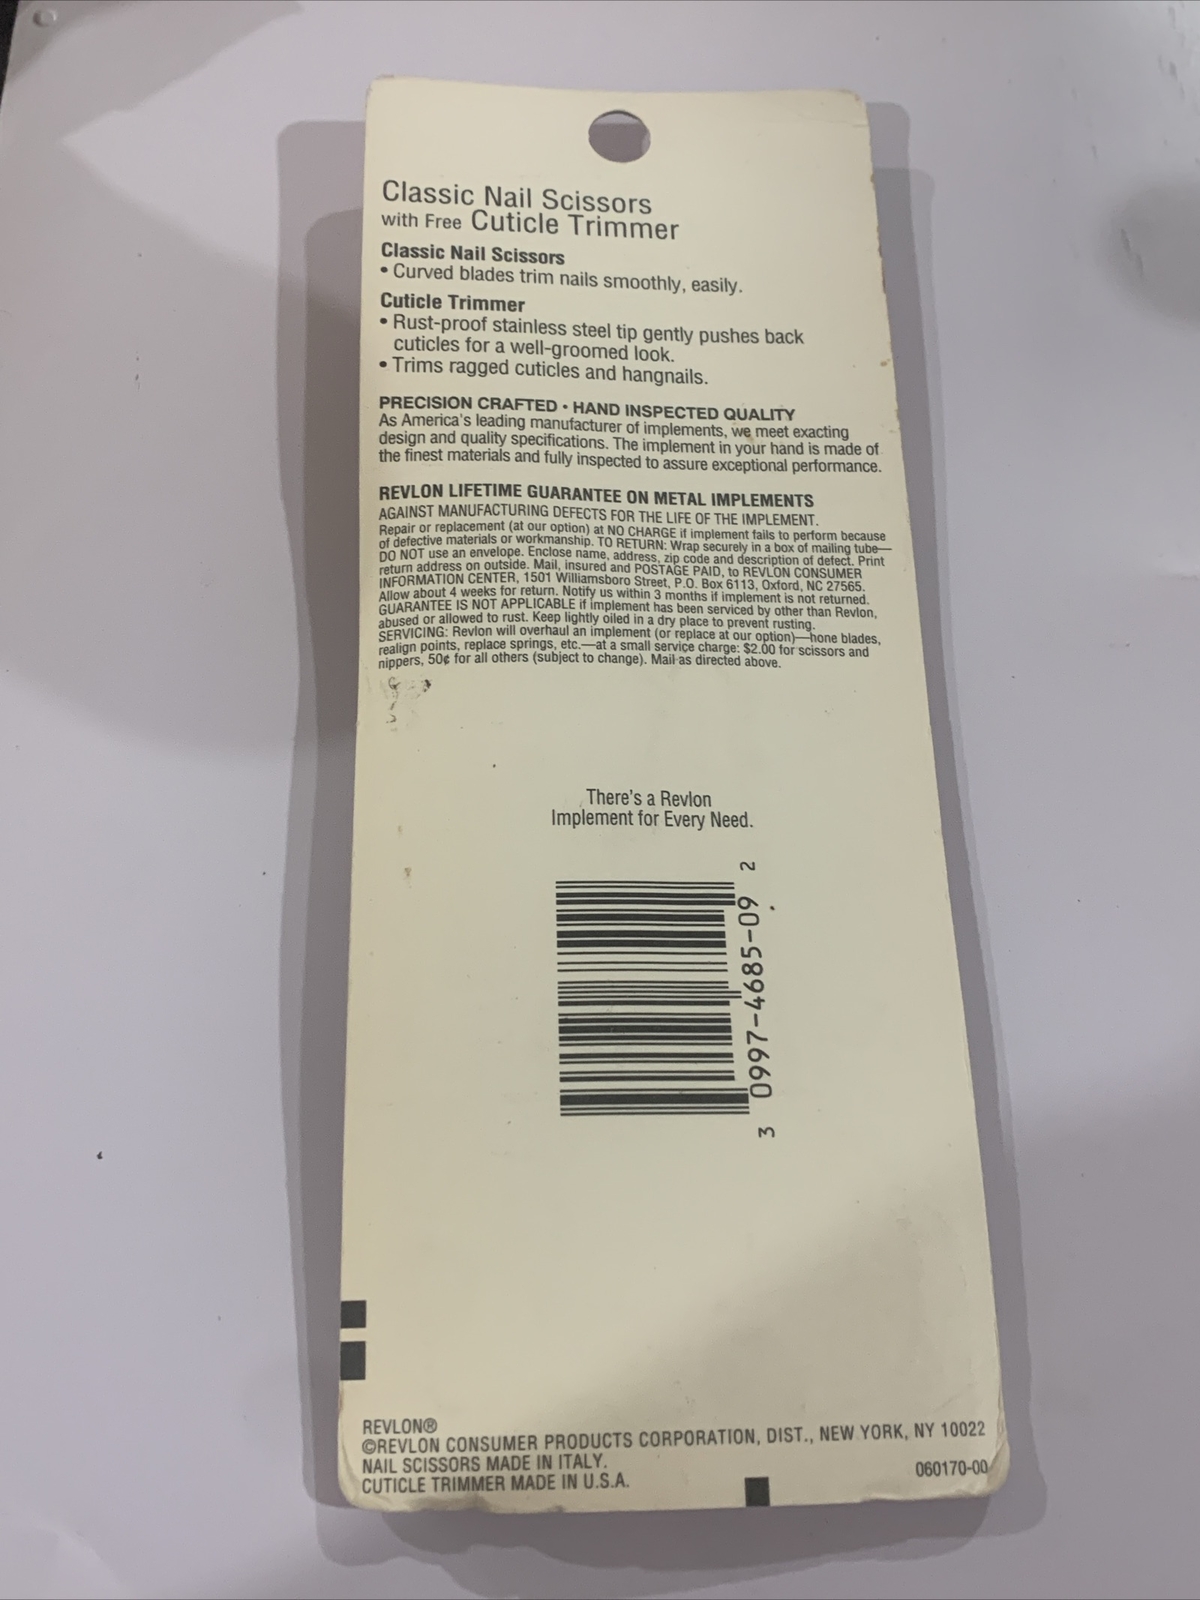 Classic Nail Scissors
with Free Cuticle Trimmer
Classic Nail Scissors
• Curved blades trim nails smoothly, easily.
Cuticle Trimmer
• Rust-proof stainless steel tip gently pushes back
cuticles for a well-groomed look.
• Trims ragged cuticles and hangnails.
PRECISION CRAFTED • HAND INSPECTED QUALITY
As America's leading manufacturer of implements, we meet exacting
design and quality specifications. The implement in your hand is made of
the finest materials and fully inspected to assure exceptional performance.
REVLON LIFETIME GUARANTEE ON METAL IMPLEMENTS
AGAINST MANUFACTURING DEFECTS FOR THE LIFE OF THE IMPLEMENT.
Repair or replacement (at our option) at NO CHARGE if implement fails to perform because
of defective materials or workmanship. TO RETURN: Wrap securely in a box of mailing tube—
DO NOT use an envelope. Enclose name, address, zip code and description of defect. Print
return address on outside. Mail, insured and POSTAGE PAID, to REVLON CONSUMER
INFORMATION CENTER, 1501 Williamsboro Street, P.O. Box 6113, Oxford, NC 27565.
Allow about 4 weeks for return. Notify us within 3 months if implement is not returned.
GUARANTEE IS NOT APPLICABLE if implement has been serviced by other than Revlon,
abused or allowed to rust. Keep lightly oiled in a dry place to prevent rusting.
SERVICING: Revlon will overhaul an implement (or replace at our option)—hone blades,
realign points, replace springs, etc.—at a small service charge: $2.00 for scissors and
nippers, 50¢ for all others (subject to change). Mail as directed above.
There's a Revlon
Implement for Every Need.
3 0997-4685-09 2
REVLON®
©REVLON CONSUMER PRODUCTS CORPORATION, DIST., NEW YORK, NY 10022
NAIL SCISSORS MADE IN ITALY.
CUTICLE TRIMMER MADE IN U.S.A.
060170-00